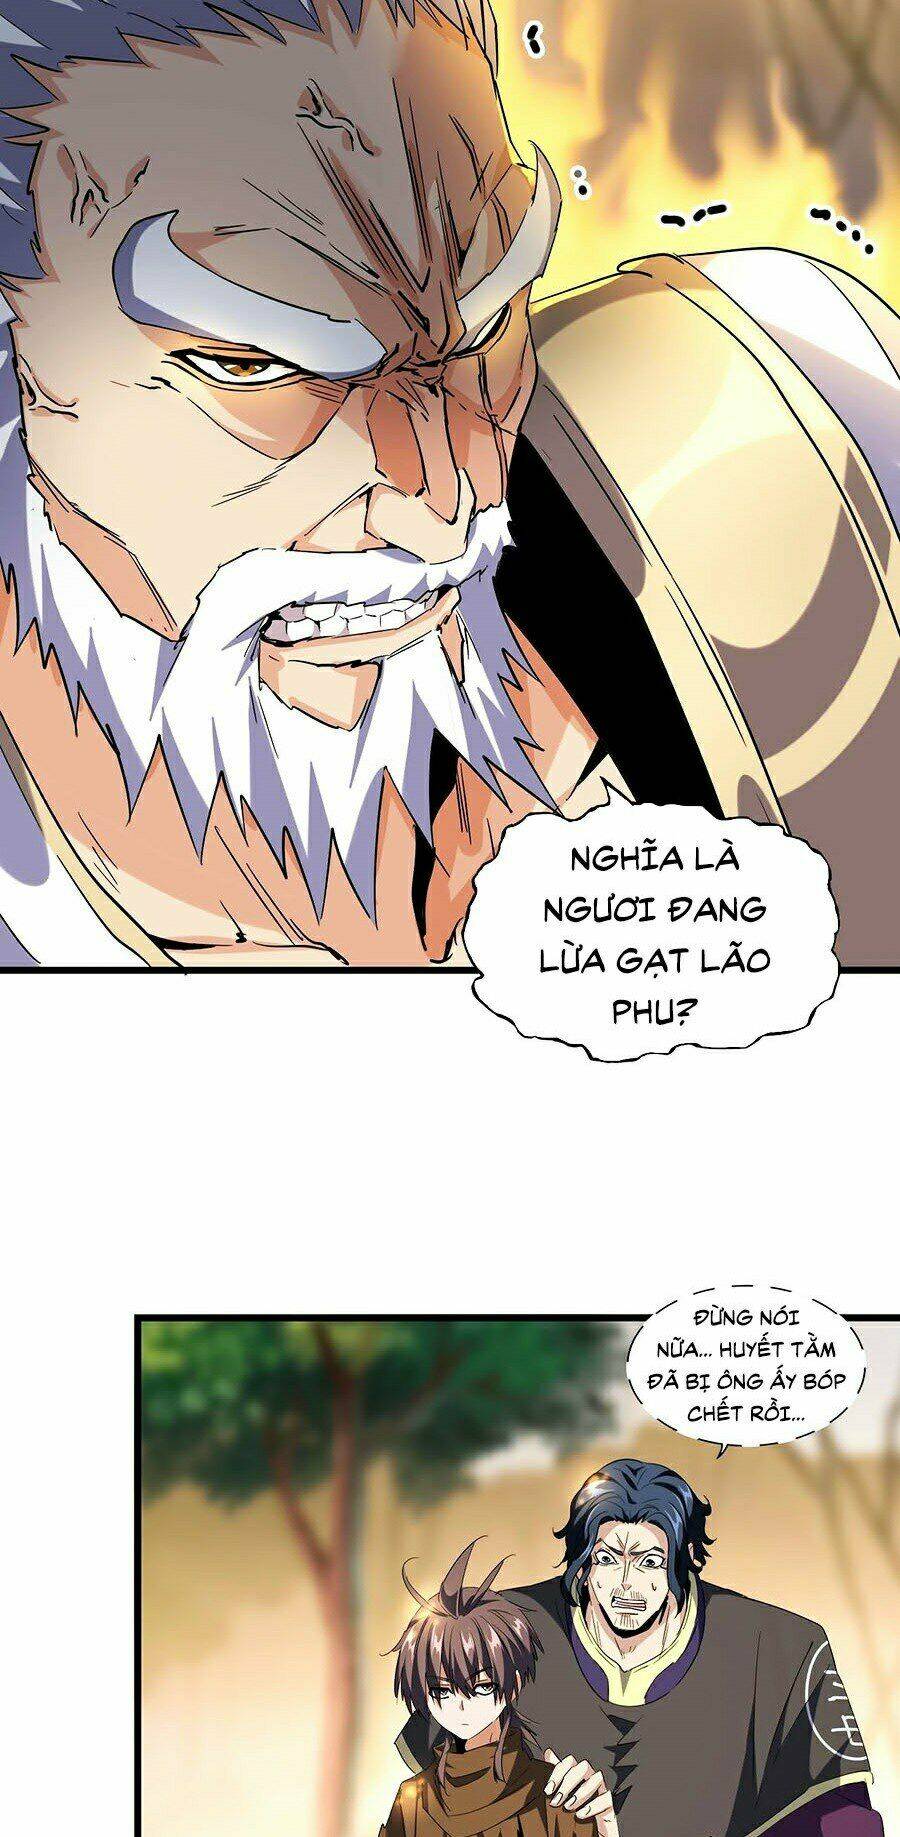 NGHĨA LÀ
NGƯƠI ĐANG
LỪA GẠT LÃO
PHU?
ĐỪNG NÓI
NỮA... HUYẾT TẰM
ĐÃ BỊ ÔNG ẤY BÓP
CHẾT RỒI...